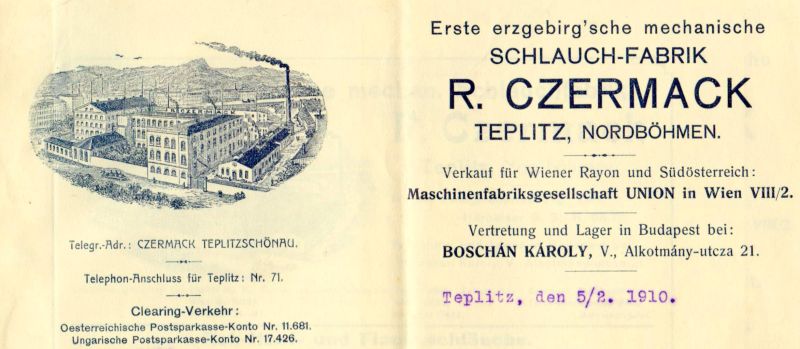 Telegr.-Adr.: CZERMACK TEPLITZSCHÖNAU.
Telephon-Anschluss für Teplitz: Nr. 71.
Clearing-Verkehr:
Oesterreichische Postsparkasse-Konto Nr. 11.681.
Ungarische Postsparkasse-Konto Nr. 17.426.
Erste erzgebirg'sche mechanische
SCHLAUCH-FABRIK
R. CZERMACK
TEPLITZ, NORDBÖHMEN.
Verkauf für Wiener Rayon und Südösterreich:
Maschinenfabriksgesellschaft UNION in Wien VIII/2.
Vertretung und Lager in Budapest bei:
BOSCHÁN KÁROLY, V., Alkotmány-utcza 21.
Teplitz, den 5/2. 1910.